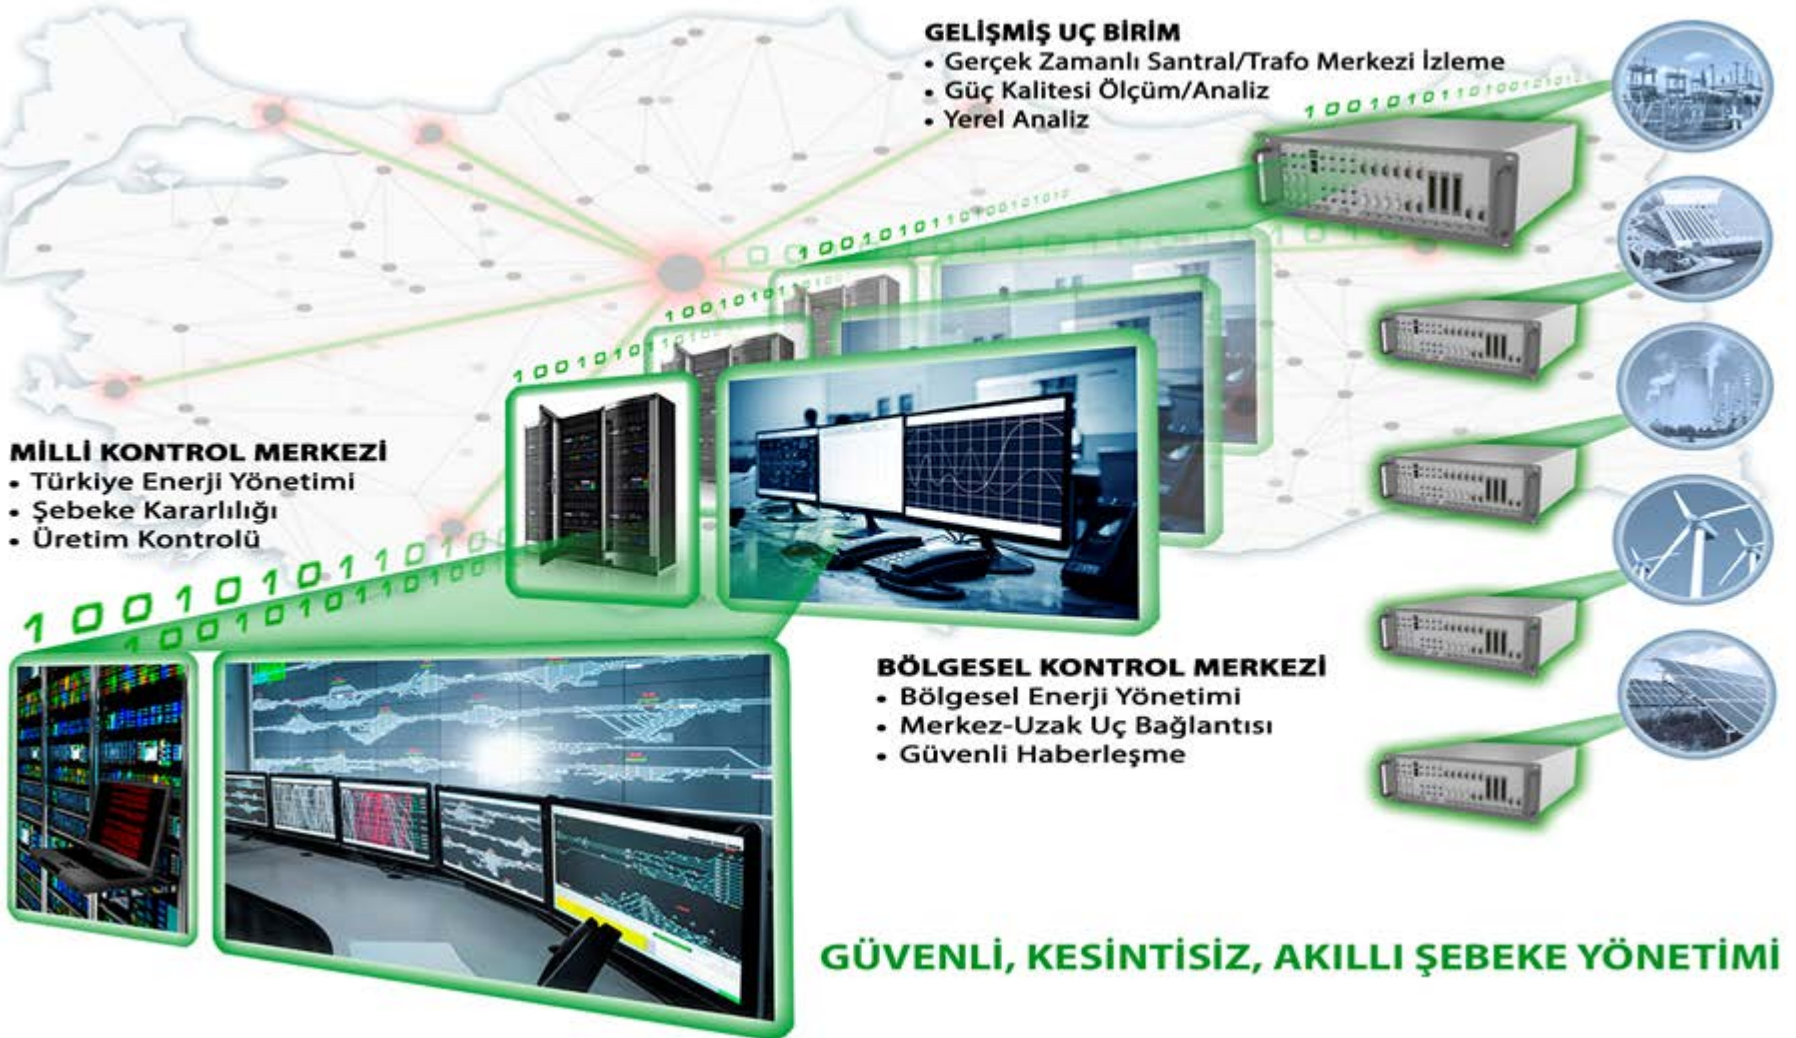 GELİŞMİŞ UÇ BİRİM
• Gerçek Zamanlı Santral/Trafo Merkezi İzleme
• Güç Kalitesi Ölçüm/Analiz
• Yerel Analiz
MİLLİ KONTROL MERKEZİ
• Türkiye Enerji Yönetimi
• Şebeke Kararlılığı
• Üretim Kontrolü
BÖLGESEL KONTROL MERKEZİ
• Bölgesel Enerji Yönetimi
• Merkez-Uzak Uç Bağlantısı
• Güvenli Haberleşme
GÜVENLİ, KESİNTİSİZ, AKILLI ŞEBEKE YÖNETİMİ